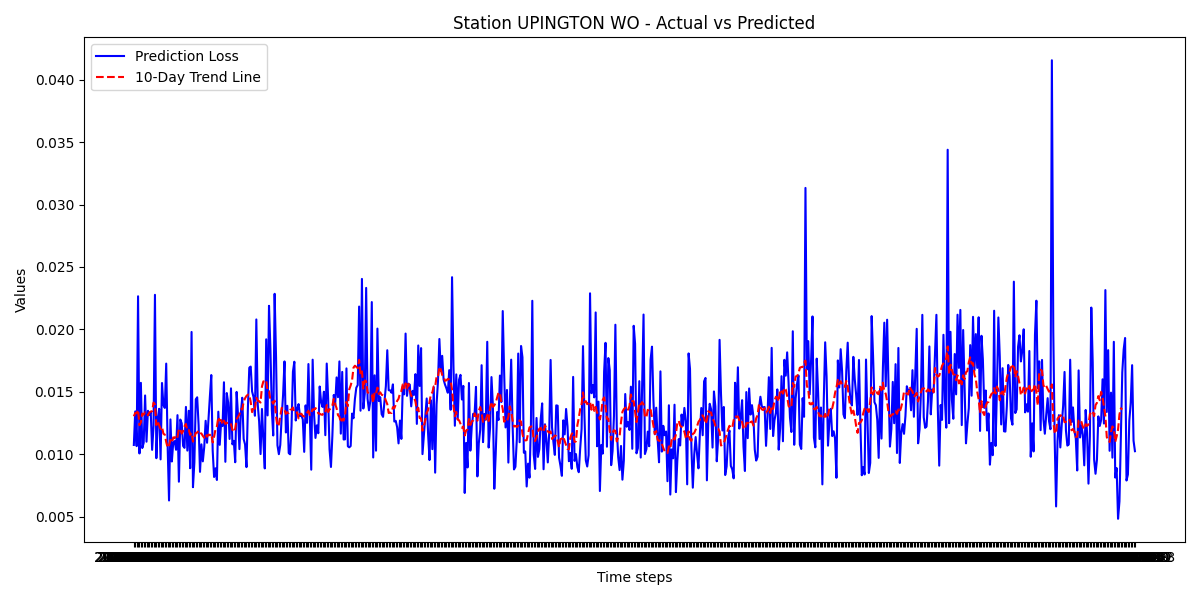 Station UPINGTON WO - Actual vs Predicted
Prediction Loss
10-Day Trend Line
0.040
0.035
0.030
0.025
0.020
0.015
0.010
0.005
Values
Time steps